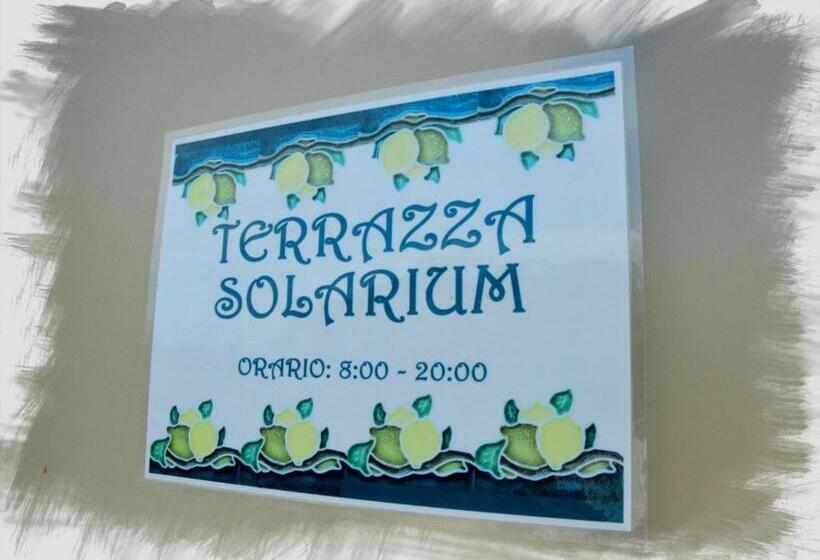 TERRAZZA
SOLARIUM
ORARIO: 8:00 - 20:00